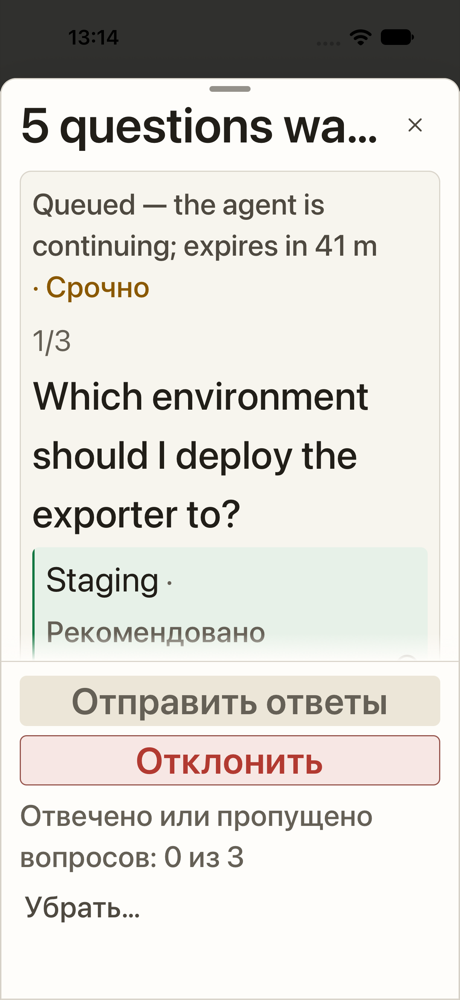 13:14
5 questions wa...
Queued — the agent is
continuing; expires in 41 m
· Срочно
1/3
Which environment
should I deploy the
exporter to?
Staging ·
Рекомендовано
Отправить ответы
Отклонить
Отвечено или пропущено
вопросов: 0 из 3
Убрать...